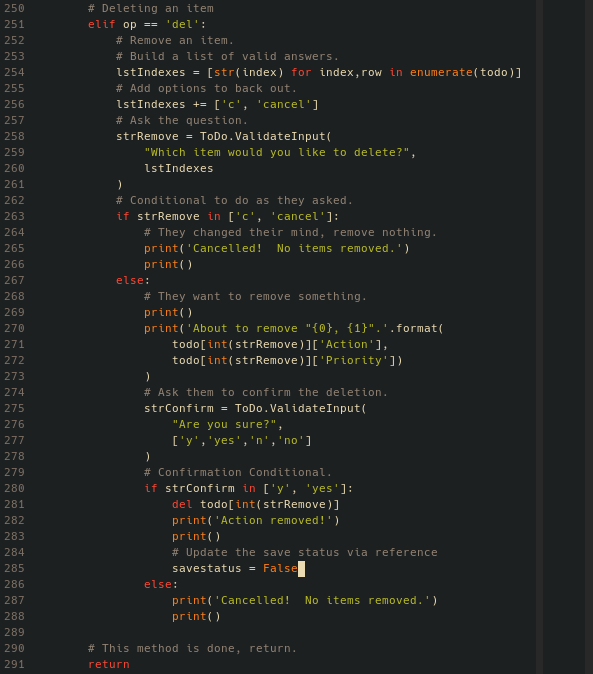 250         # Deleting an item
251         elif op == 'del':
252             # Remove an item.
253             # Build a list of valid answers.
254             lstIndexes = [str(index) for index,row in enumerate(todo)]
255             # Add options to back out.
256             lstIndexes += ['c', 'cancel']
257             # Ask the question.
258             strRemove = ToDo.ValidateInput(
259                 "Which item would you like to delete?",
260                 lstIndexes
261             )
262             # Conditional to do as they asked.
263             if strRemove in ['c', 'cancel']:
264                 # They changed their mind, remove nothing.
265                 print('Cancelled!  No items removed.')
266                 print()
267             else:
268                 # They want to remove something.
269                 print()
270                 print('About to remove "{0}, {1}".'.format(
271                     todo[int(strRemove)]['Action'],
272                     todo[int(strRemove)]['Priority'])
273                 )
274                 # Ask them to confirm the deletion.
275                 strConfirm = ToDo.ValidateInput(
276                     "Are you sure?",
277                     ['y','yes','n','no']
278                 )
279                 # Confirmation Conditional.
280                 if strConfirm in ['y', 'yes']:
281                     del todo[int(strRemove)]
282                     print('Action removed!')
283                     print()
284                     # Update the save status via reference
285                     savestatus = False
286                 else:
287                     print('Cancelled!  No items removed.')
288                     print()
289
290         # This method is done, return.
291         return